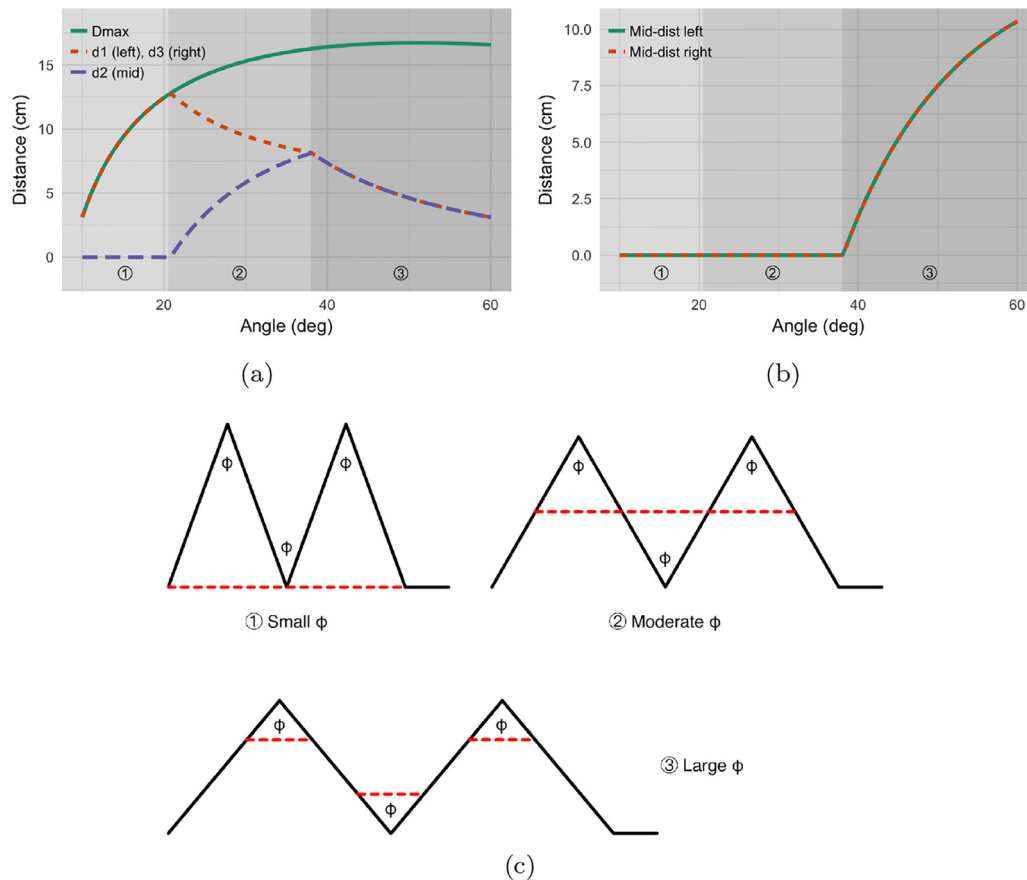 Dmax
d1 (left), d3 (right)
d2 (mid)
Distance (cm)
15
10
5
0
① ② ③
20 40 60
Angle (deg)
(a)
Mid-dist left
Mid-dist right
Distance (cm)
10.0
7.5
5.0
2.5
0.0
① ② ③
20 40 60
Angle (deg)
(b)
ϕ ϕ
ϕ
① Small ϕ
ϕ ϕ
ϕ
② Moderate ϕ
ϕ ϕ
ϕ
③ Large ϕ
(c)